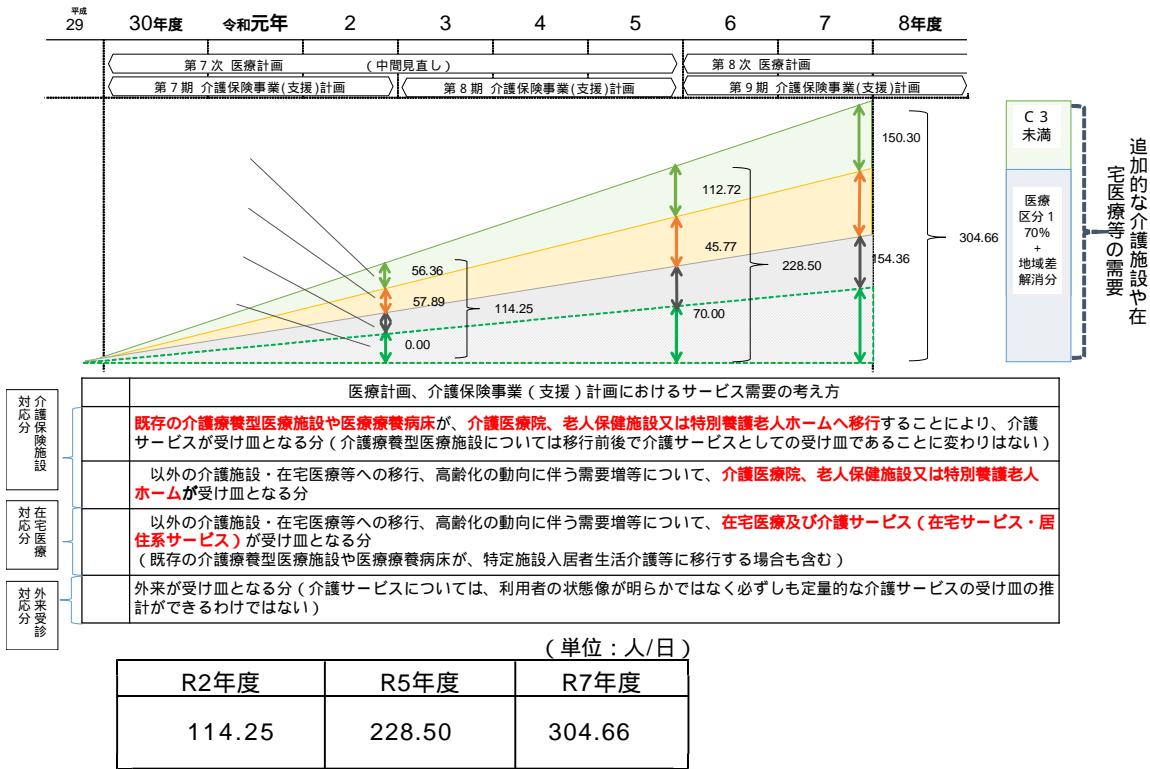 平成
29 30年度 令和元年 2 3 4 5 6 7 8年度
第7次 医療計画 (中間見直し) 第8次 医療計画
第7期 介護保険事業(支援)計画 第8期 介護保険事業(支援)計画 第9期 介護保険事業(支援)計画
150.30
112.72
45.77
304.66
228.50
154.36
56.36
57.89
114.25
70.00
0.00
C3
未満
医療
区分1
70%
+
地域差
解消分
追加的な介護施設や在
宅医療等の需要
医療計画、介護保険事業(支援)計画におけるサービス需要の考え方
介護保険施設
対応分
既存の介護療養型医療施設や医療療養病床が、介護医療院、老人保健施設又は特別養護老人ホームへ移行することにより、介護
サービスが受け皿となる分(介護療養型医療施設については移行前後で介護サービスとしての受け皿であることに変わりはない)
以外の介護施設・在宅医療等への移行、高齢化の動向に伴う需要増等について、介護医療院、老人保健施設又は特別養護老人
ホームが受け皿となる分
在宅医療
対応分
以外の介護施設・在宅医療等への移行、高齢化の動向に伴う需要増等について、在宅医療及び介護サービス(在宅サービス・居
住系サービス)が受け皿となる分
(既存の介護療養型医療施設や医療療養病床が、特定施設入居者生活介護等に移行する場合も含む)
外来受診
対応分
外来が受け皿となる分(介護サービスについては、利用者の状態像が明らかではなく必ずしも定量的な介護サービスの受け皿の推
計ができるわけではない)
(単位:人/日)
R2年度 R5年度 R7年度
114.25 228.50 304.66